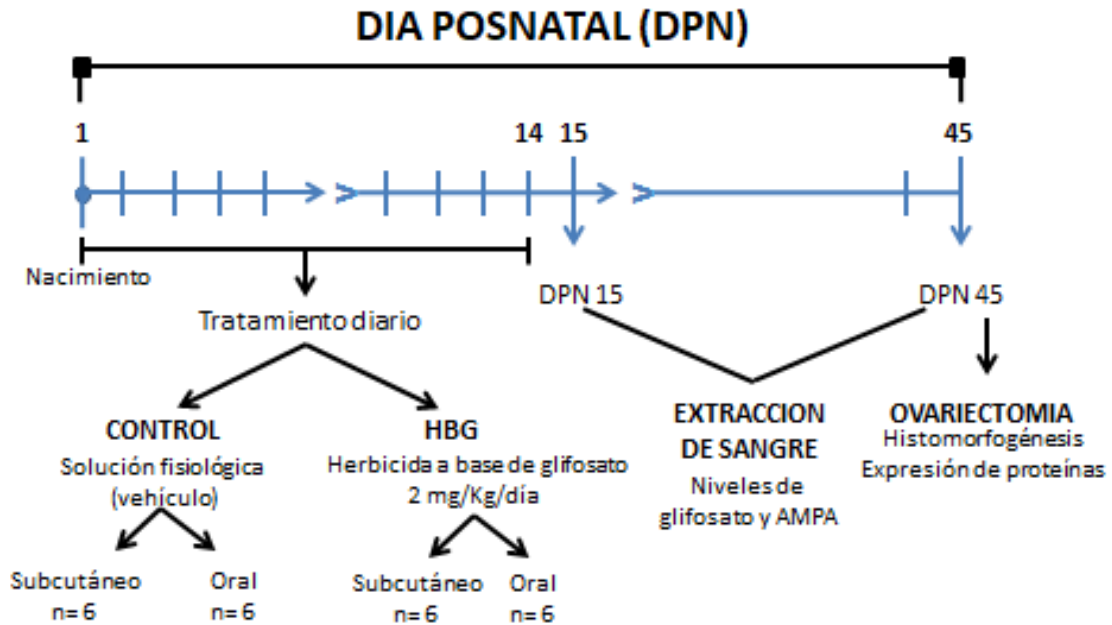 DIA POSNATAL (DPN)
1
14
15
45
Nacimiento
DPN 15
DPN 45
Tratamiento diario
CONTROL
Solución fisiológica
(vehículo)
HBG
Herbicida a base de glifosato
2 mg/Kg/día
EXTRACCION
DE SANGRE
Niveles de
glifosato y AMPA
OVARIECTOMIA
Histomorfogénesis
Expresión de proteínas
Subcutáneo
n= 6
Oral
n= 6
Subcutáneo
n= 6
Oral
n= 6